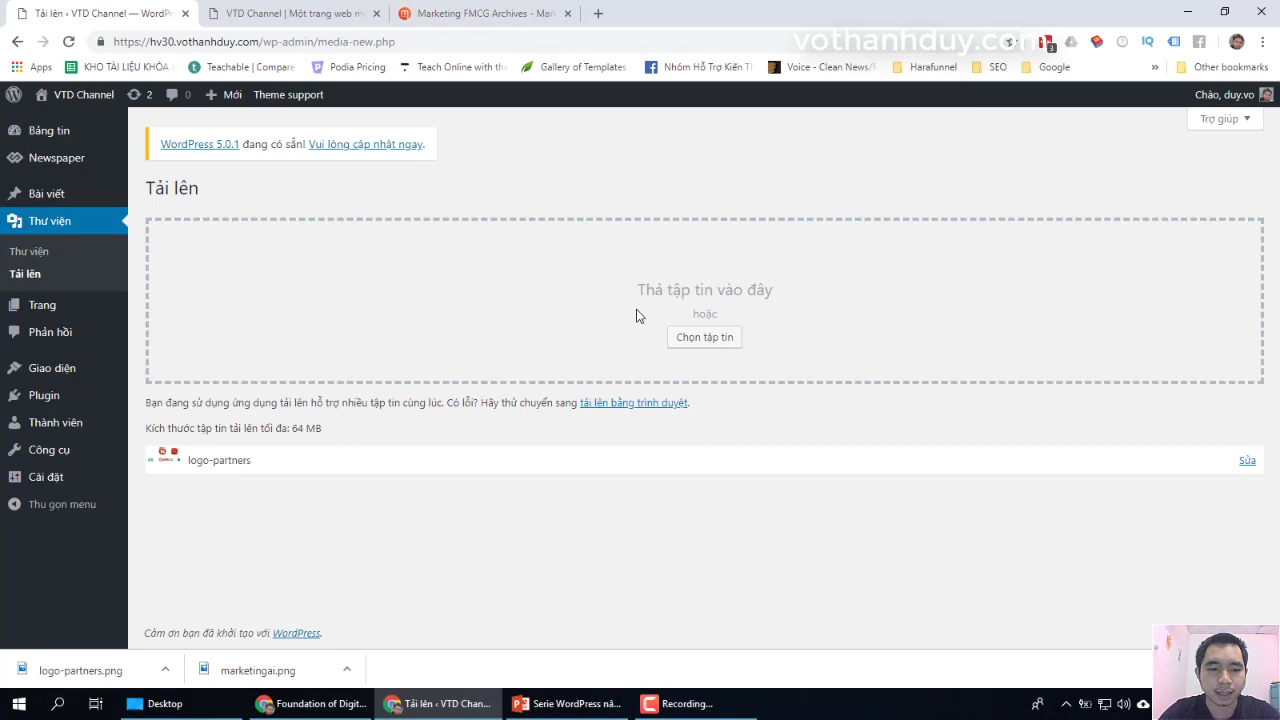 Tải lên ‹ VTD Channel — WordP
VTD Channel | Một trang web m
Marketing FMCG Archives - Mark
https://hv30.vothanhduy.com/wp-admin/media-new.php
vothanhduy.com
Apps
KHO TÀI LIỆU KHÓA
Teachable | Compare
Podia Pricing
Teach Online with the
Gallery of Templates
Nhóm Hỗ Trợ Kiến Th
Voice - Clean News/M
Harafunnel
SEO
Google
Other bookmarks
VTD Channel
2
0
Mới
Theme support
Chào, duy.vo
Trợ giúp
Bảng tin
Newspaper
Bài viết
Thư viện
Thư viện
Tải lên
Trang
Phản hồi
Giao diện
Plugin
Thành viên
Công cụ
Cài đặt
Thu gọn menu
WordPress 5.0.1 đang có sẵn! Vui lòng cập nhật ngay.
Tải lên
Thả tập tin vào đây
hoặc
Chọn tập tin
Bạn đang sử dụng ứng dụng tải lên hỗ trợ nhiều tập tin cùng lúc. Có lỗi? Hãy thử chuyển sang tải lên bằng trình duyệt.
Kích thước tập tin tải lên tối đa: 64 MB
logo-partners
Sửa
Cảm ơn bạn đã khởi tạo với WordPress.
logo-partners.png
marketingai.png
Desktop
Foundation of Digit...
Tải lên ‹ VTD Chan...
Serie WordPress nâ...
Recording...